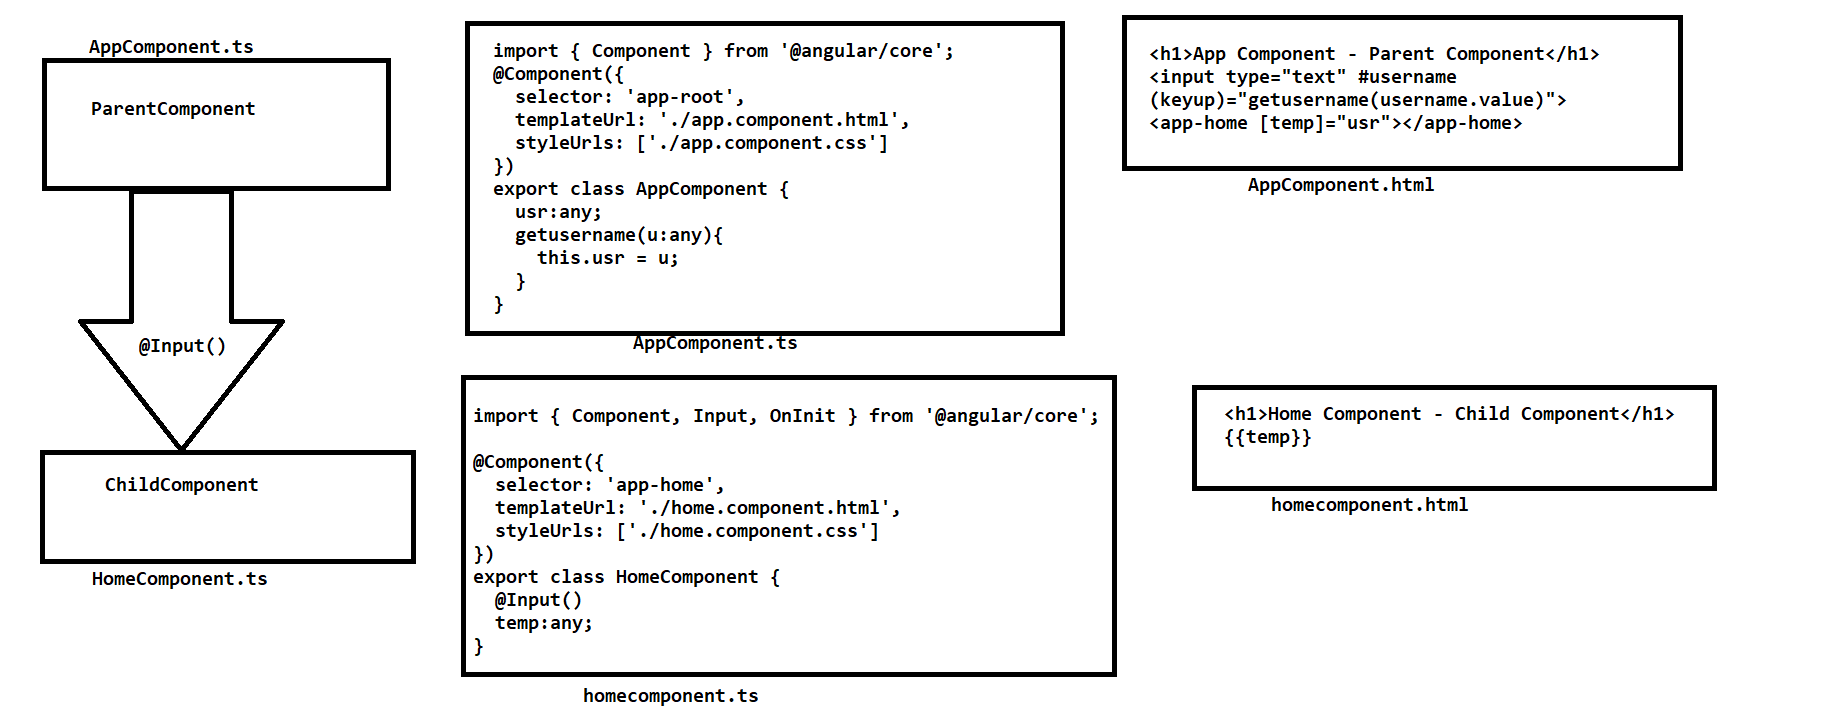 AppComponent.ts
ParentComponent
@Input()
ChildComponent
HomeComponent.ts
import { Component } from '@angular/core';
@Component({
  selector: 'app-root',
  templateUrl: './app.component.html',
  styleUrls: ['./app.component.css']
})
export class AppComponent {
  usr:any;
  getusername(u:any){
    this.usr = u;
  }
}
AppComponent.ts
<h1>App Component - Parent Component</h1>
<input type="text" #username
(keyup)="getusername(username.value)">
<app-home [temp]="usr"></app-home>
AppComponent.html
import { Component, Input, OnInit } from '@angular/core';
@Component({
  selector: 'app-home',
  templateUrl: './home.component.html',
  styleUrls: ['./home.component.css']
})
export class HomeComponent {
  @Input()
  temp:any;
}
homecomponent.ts
<h1>Home Component - Child Component</h1>
{{temp}}
homecomponent.html